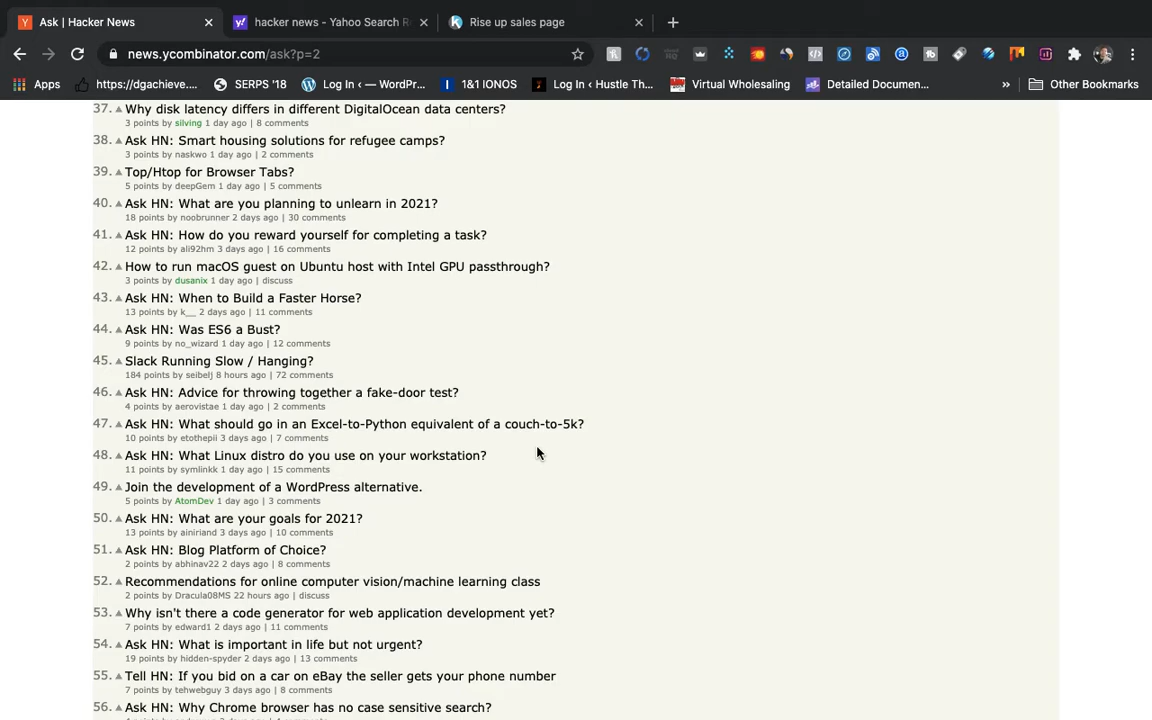 Ask | Hacker News
hacker news - Yahoo Search Re
Rise up sales page
news.ycombinator.com/ask?p=2
Apps
https://dgachieve....
SERPS '18
Log In ‹ — WordPr...
1&1 IONOS
Log In ‹ Hustle Th...
Virtual Wholesaling
Detailed Documen...
»
Other Bookmarks
37. Why disk latency differs in different DigitalOcean data centers?
3 points by silving 1 day ago | 8 comments
38. Ask HN: Smart housing solutions for refugee camps?
3 points by naskwo 1 day ago | 2 comments
39. Top/Htop for Browser Tabs?
5 points by deepGem 1 day ago | 5 comments
40. Ask HN: What are you planning to unlearn in 2021?
18 points by noobrunner 2 days ago | 30 comments
41. Ask HN: How do you reward yourself for completing a task?
12 points by ali92hm 3 days ago | 16 comments
42. How to run macOS guest on Ubuntu host with Intel GPU passthrough?
3 points by dusanix 1 day ago | discuss
43. Ask HN: When to Build a Faster Horse?
13 points by k__ 2 days ago | 11 comments
44. Ask HN: Was ES6 a Bust?
9 points by no_wizard 1 day ago | 12 comments
45. Slack Running Slow / Hanging?
184 points by seibelj 8 hours ago | 72 comments
46. Ask HN: Advice for throwing together a fake-door test?
4 points by aerovistae 1 day ago | 2 comments
47. Ask HN: What should go in an Excel-to-Python equivalent of a couch-to-5k?
10 points by etothepii 3 days ago | 7 comments
48. Ask HN: What Linux distro do you use on your workstation?
11 points by symlinkk 1 day ago | 15 comments
49. Join the development of a WordPress alternative.
5 points by AtomDev 1 day ago | 3 comments
50. Ask HN: What are your goals for 2021?
13 points by ainiriand 3 days ago | 10 comments
51. Ask HN: Blog Platform of Choice?
2 points by abhinav22 2 days ago | 8 comments
52. Recommendations for online computer vision/machine learning class
2 points by Dracula08MS 22 hours ago | discuss
53. Why isn't there a code generator for web application development yet?
7 points by edward1 2 days ago | 11 comments
54. Ask HN: What is important in life but not urgent?
19 points by hidden-spyder 2 days ago | 13 comments
55. Tell HN: If you bid on a car on eBay the seller gets your phone number
7 points by tehwebguy 3 days ago | 8 comments
56. Ask HN: Why Chrome browser has no case sensitive search?